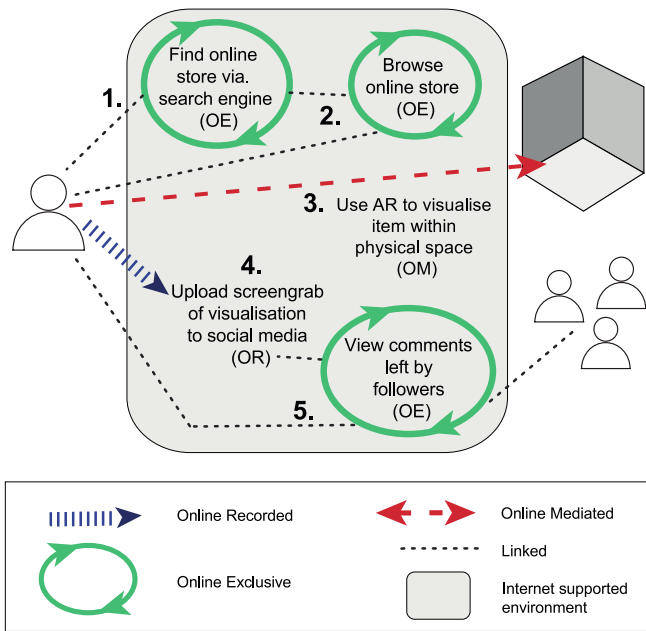 1.
Find online
store via.
search engine
(OE)
2.
Browse
online store
(OE)
3.
Use AR to visualise
item within
physical space
(OM)
4.
Upload screengrab
of visualisation
to social media
(OR)
5.
View comments
left by
followers
(OE)
Online Recorded
Online Exclusive
Online Mediated
Linked
Internet supported
environment